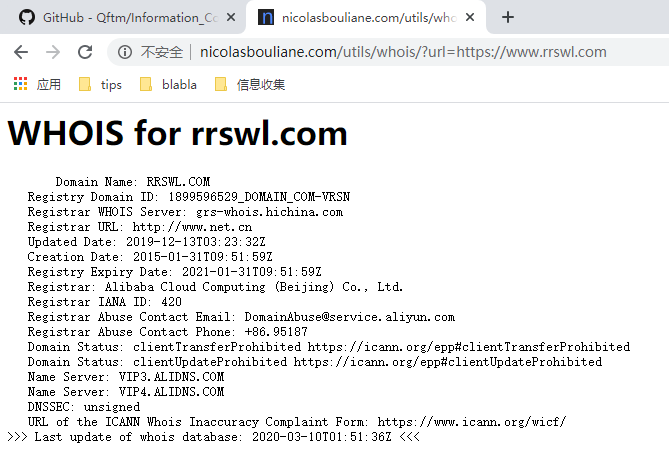 GitHub - Qftm/Information_Co
nicolasbouliane.com/utils/who
不安全 nicolasbouliane.com/utils/whois/?url=https://www.rrswl.com
应用 tips blabla 信息收集
WHOIS for rrswl.com
Domain Name: RRSWL.COM
Registry Domain ID: 1899596529_DOMAIN_COM-VRSN
Registrar WHOIS Server: grs-whois.hichina.com
Registrar URL: http://www.net.cn
Updated Date: 2019-12-13T03:23:32Z
Creation Date: 2015-01-31T09:51:59Z
Registry Expiry Date: 2021-01-31T09:51:59Z
Registrar: Alibaba Cloud Computing (Beijing) Co., Ltd.
Registrar IANA ID: 420
Registrar Abuse Contact Email: DomainAbuse@service.aliyun.com
Registrar Abuse Contact Phone: +86.95187
Domain Status: clientTransferProhibited https://icann.org/epp#clientTransferProhibited
Domain Status: clientUpdateProhibited https://icann.org/epp#clientUpdateProhibited
Name Server: VIP3.ALIDNS.COM
Name Server: VIP4.ALIDNS.COM
DNSSEC: unsigned
URL of the ICANN Whois Inaccuracy Complaint Form: https://www.icann.org/wicf/
>>> Last update of whois database: 2020-03-10T01:51:36Z <<<